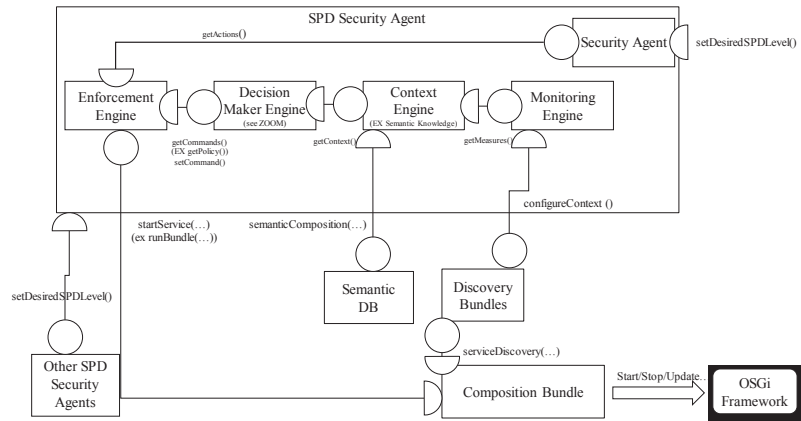 SPD Security Agent
getActions()
Security Agent
setDesiredSPDLevel()
Enforcement
Engine
Decision
Maker Engine
(see ZOOM)
Context
Engine
(EX Semantic Knowledge)
Monitoring
Engine
getCommands()
(EX getPolicy())
setCommand()
getContext()
getMeasures()
configureContext ()
startService(…)
(ex runBundle(…))
semanticComposition(…)
setDesiredSPDLevel()
Semantic
DB
Discovery
Bundles
serviceDiscovery(…)
Other SPD
Security
Agents
Composition Bundle
Start/Stop/Update…
OSGi
Framework